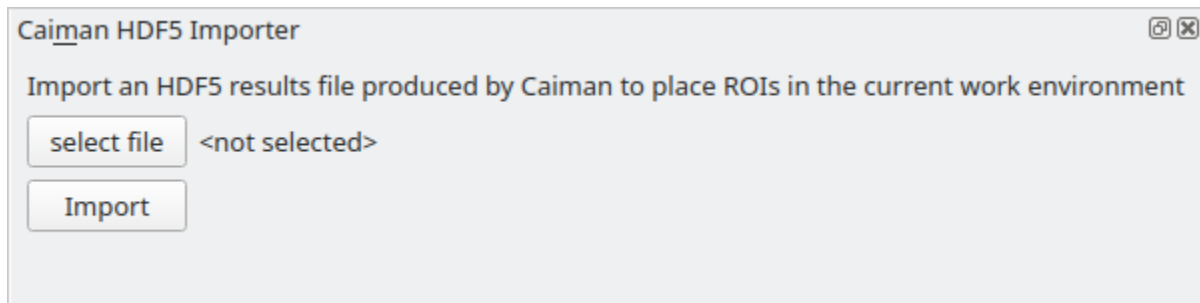 Caiman HDF5 Importer
Import an HDF5 results file produced by Caiman to place ROIs in the current work environment
select file <not selected>
Import